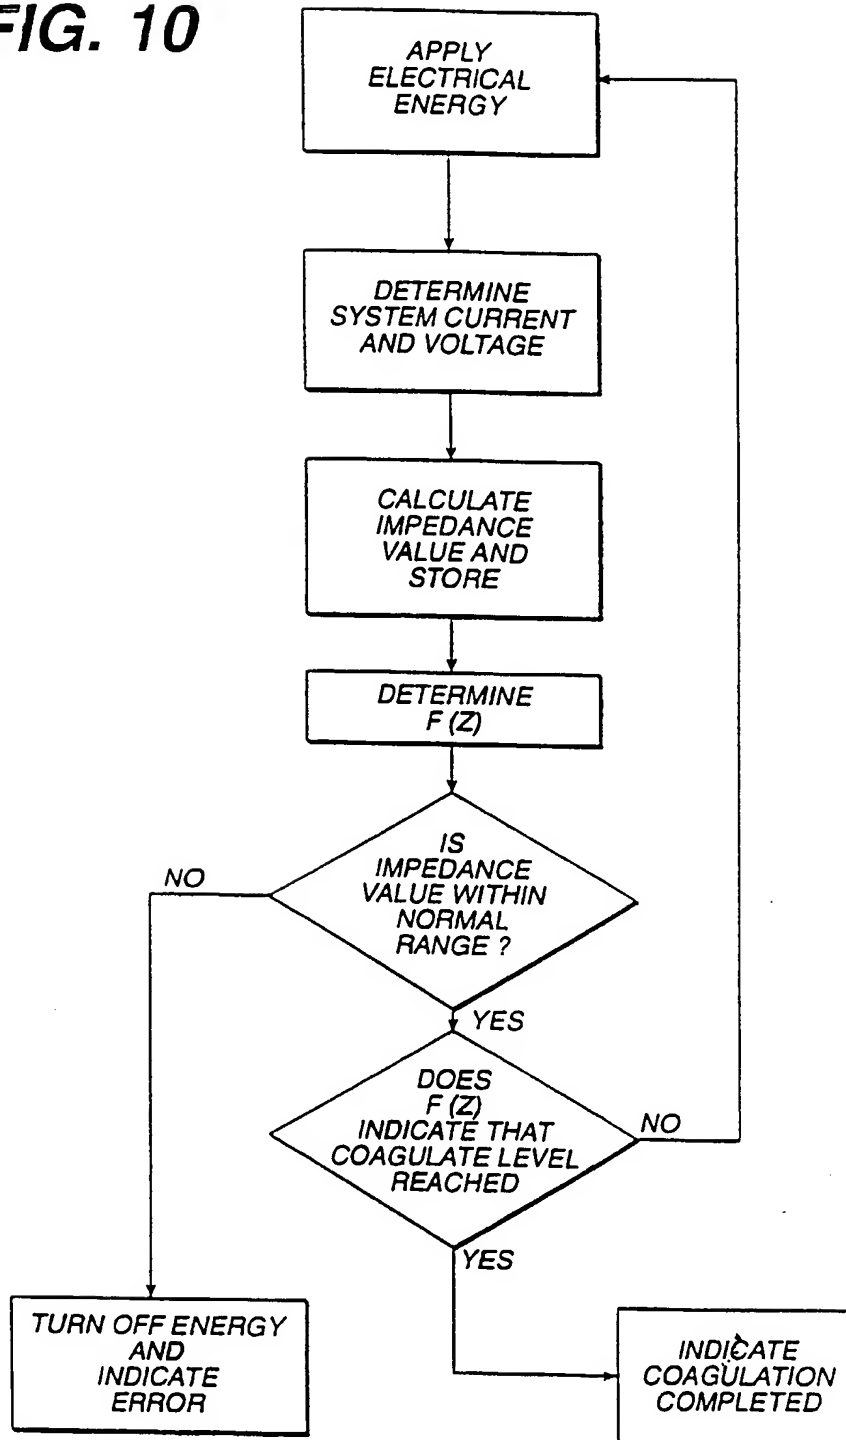 FIG. 10
APPLY
ELECTRICAL
ENERGY
DETERMINE
SYSTEM CURRENT
AND VOLTAGE
CALCULATE
IMPEDANCE
VALUE AND
STORE
DETERMINE
F (Z)
IS
IMPEDANCE
VALUE WITHIN
NORMAL
RANGE ?
NO
YES
DOES
F (Z)
INDICATE THAT
COAGULATE LEVEL
REACHED
NO
YES
TURN OFF ENERGY
AND
INDICATE
ERROR
INDICATE
COAGULATION
COMPLETED